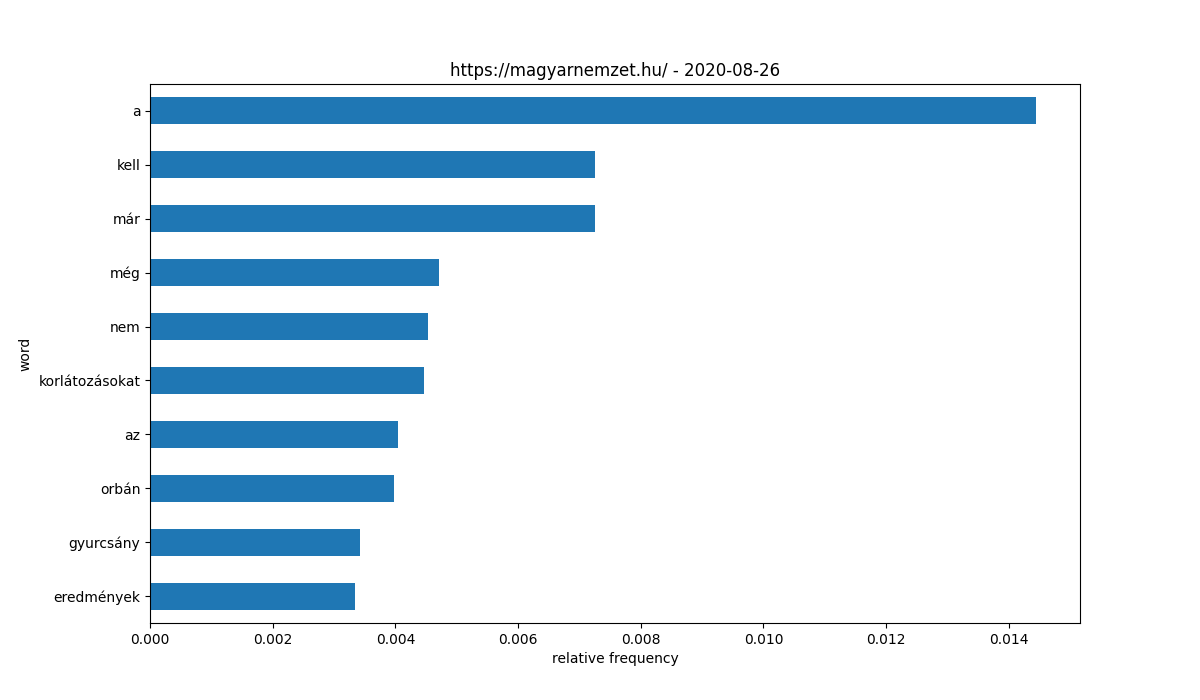 https://magyarnemzet.hu/ - 2020-08-26
a
kell
már
még
nem
korlátozásokat
az
orbán
gyurcsány
eredmények
word
0.000 0.002 0.004 0.006 0.008 0.010 0.012 0.014
relative frequency